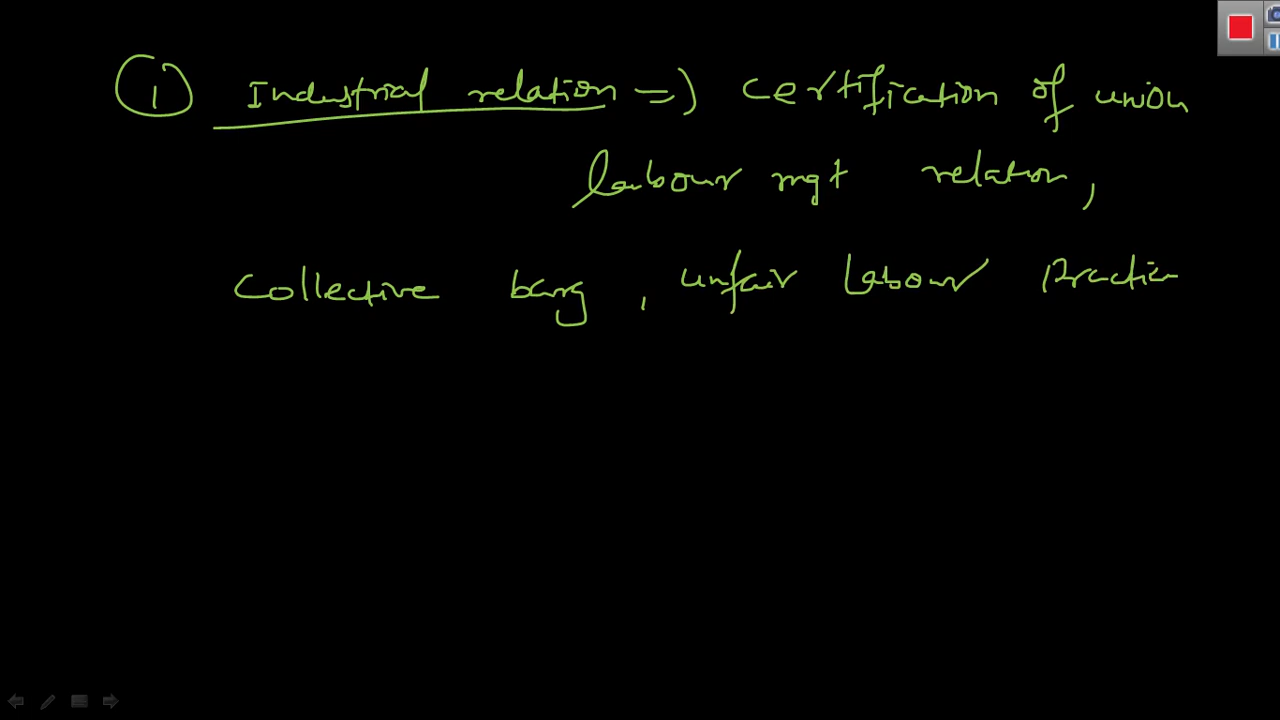 ① Industrial relation => certification of union
labour mgt relation,
Collective barg, unfair labour practice